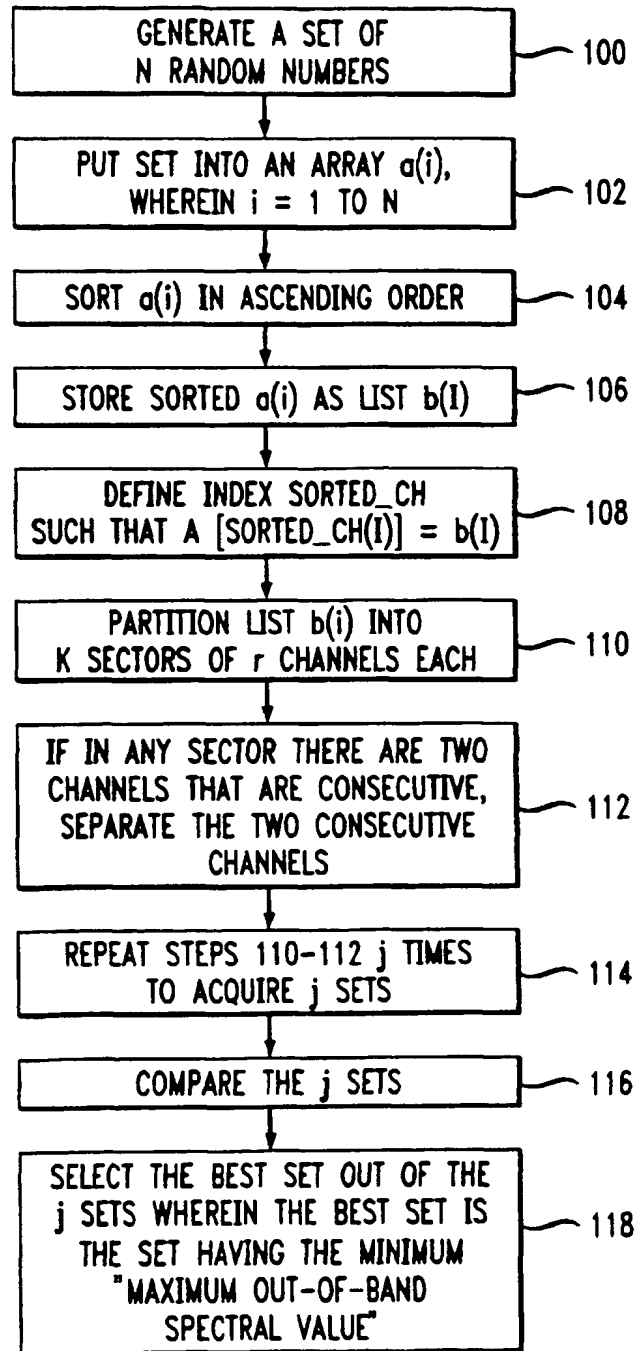 GENERATE A SET OF
N RANDOM NUMBERS
100
PUT SET INTO AN ARRAY a(i),
WHEREIN i = 1 TO N
102
SORT a(i) IN ASCENDING ORDER
104
STORE SORTED a(i) AS LIST b(I)
106
DEFINE INDEX SORTED_CH
SUCH THAT A [SORTED_CH(I)] = b(I)
108
PARTITION LIST b(i) INTO
K SECTORS OF r CHANNELS EACH
110
IF IN ANY SECTOR THERE ARE TWO
CHANNELS THAT ARE CONSECUTIVE,
SEPARATE THE TWO CONSECUTIVE
CHANNELS
112
REPEAT STEPS 110-112 j TIMES
TO ACQUIRE j SETS
114
COMPARE THE j SETS
116
SELECT THE BEST SET OUT OF THE
j SETS WHEREIN THE BEST SET IS
THE SET HAVING THE MINIMUM
"MAXIMUM OUT-OF-BAND
SPECTRAL VALUE"
118